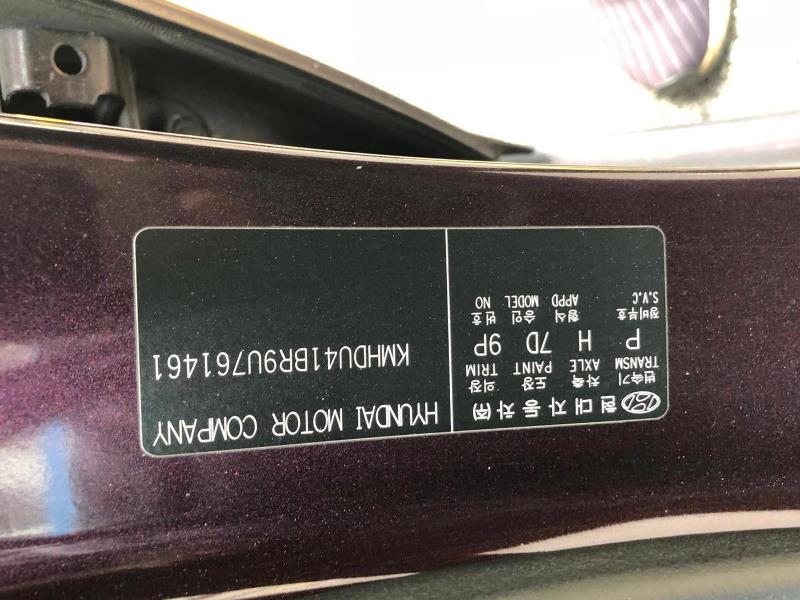 현대자동차(주)
변속기 차축 도장 의장
TRANSM AXLE PAINT TRIM
P H 7D 9P
정비부호 형식 승인 번호
S.V.C APPD MODEL NO
HYUNDAI MOTOR COMPANY
KMHDU41BR9U761461